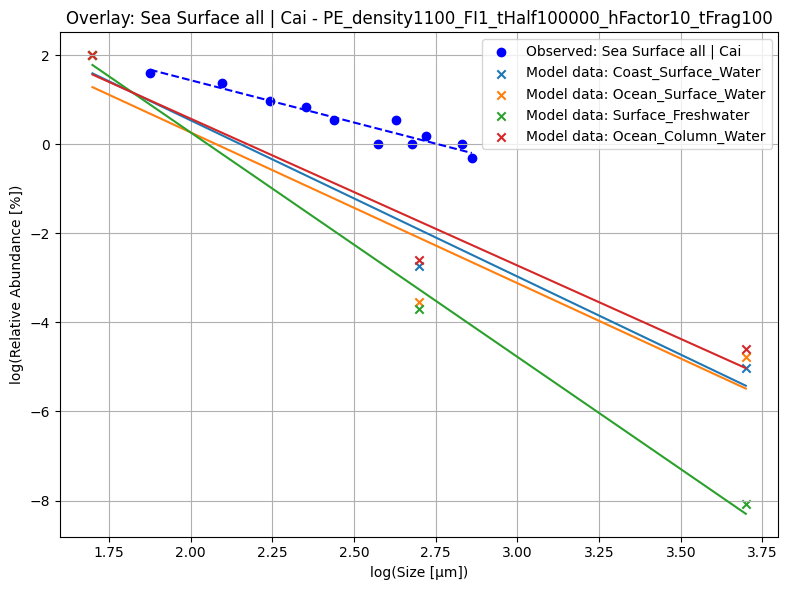 Overlay: Sea Surface all | Cai - PE_density1100_FI1_tHalf100000_hFactor10_tFrag100
Observed: Sea Surface all | Cai
Model data: Coast_Surface_Water
Model data: Ocean_Surface_Water
Model data: Surface_Freshwater
Model data: Ocean_Column_Water
log(Relative Abundance [%])
2
0
−2
−4
−6
−8
1.75 2.00 2.25 2.50 2.75 3.00 3.25 3.50 3.75
log(Size [μm])